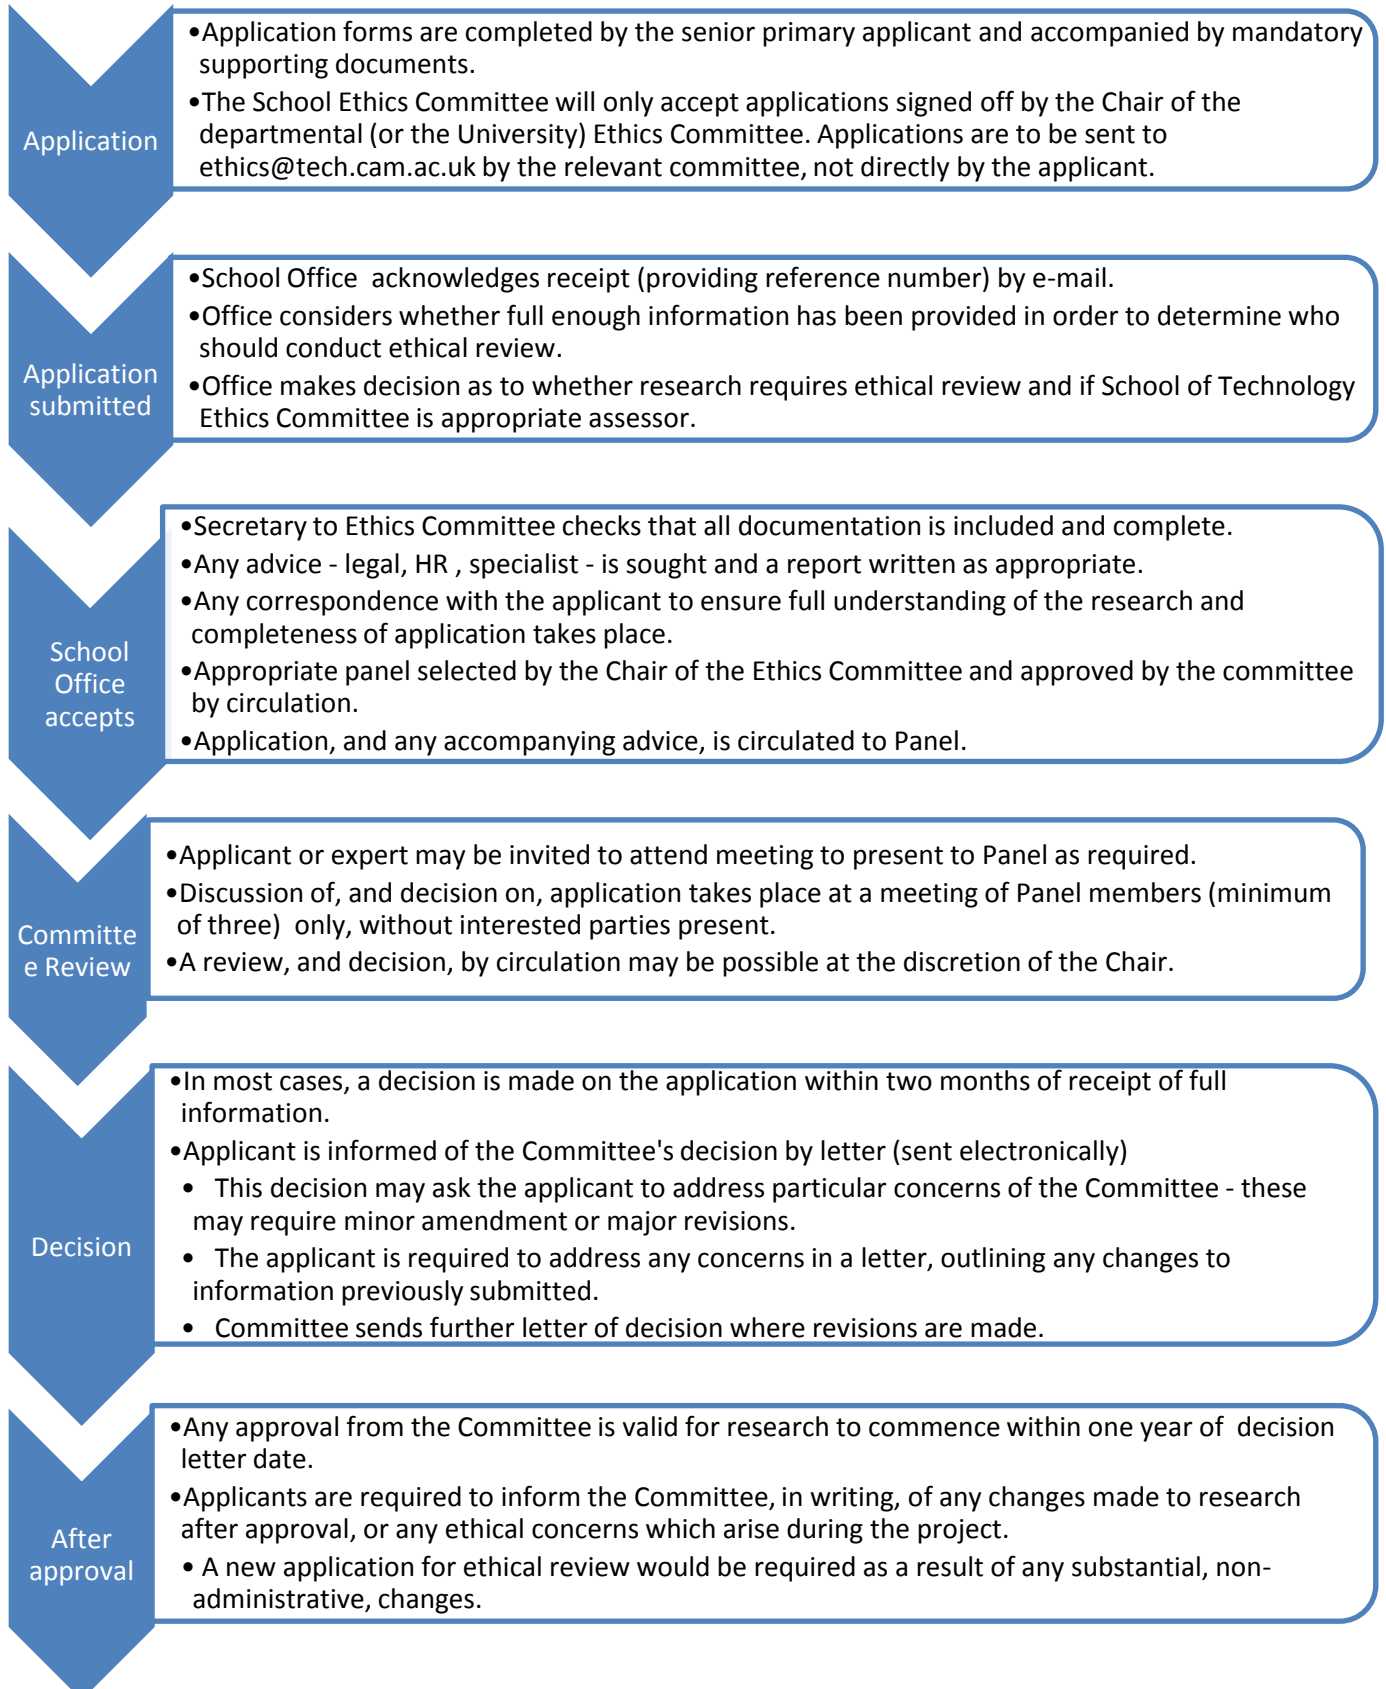 Application
•Application forms are completed by the senior primary applicant and accompanied by mandatory
supporting documents.
•The School Ethics Committee will only accept applications signed off by the Chair of the
departmental (or the University) Ethics Committee. Applications are to be sent to
ethics@tech.cam.ac.uk by the relevant committee, not directly by the applicant.
Application
submitted
•School Office  acknowledges receipt (providing reference number) by e-mail.
•Office considers whether full enough information has been provided in order to determine who
should conduct ethical review.
•Office makes decision as to whether research requires ethical review and if School of Technology
Ethics Committee is appropriate assessor.
School
Office
accepts
•Secretary to Ethics Committee checks that all documentation is included and complete.
•Any advice - legal, HR , specialist - is sought and a report written as appropriate.
•Any correspondence with the applicant to ensure full understanding of the research and
completeness of application takes place.
•Appropriate panel selected by the Chair of the Ethics Committee and approved by the committee
by circulation.
•Application, and any accompanying advice, is circulated to Panel.
Committe
e Review
•Applicant or expert may be invited to attend meeting to present to Panel as required.
•Discussion of, and decision on, application takes place at a meeting of Panel members (minimum
of three)  only, without interested parties present.
•A review, and decision, by circulation may be possible at the discretion of the Chair.
Decision
•In most cases, a decision is made on the application within two months of receipt of full
information.
•Applicant is informed of the Committee's decision by letter (sent electronically)
•  This decision may ask the applicant to address particular concerns of the Committee - these
may require minor amendment or major revisions.
•  The applicant is required to address any concerns in a letter, outlining any changes to
information previously submitted.
•  Committee sends further letter of decision where revisions are made.
After
approval
•Any approval from the Committee is valid for research to commence within one year of  decision
letter date.
•Applicants are required to inform the Committee, in writing, of any changes made to research
after approval, or any ethical concerns which arise during the project.
• A new application for ethical review would be required as a result of any substantial, non-
administrative, changes.